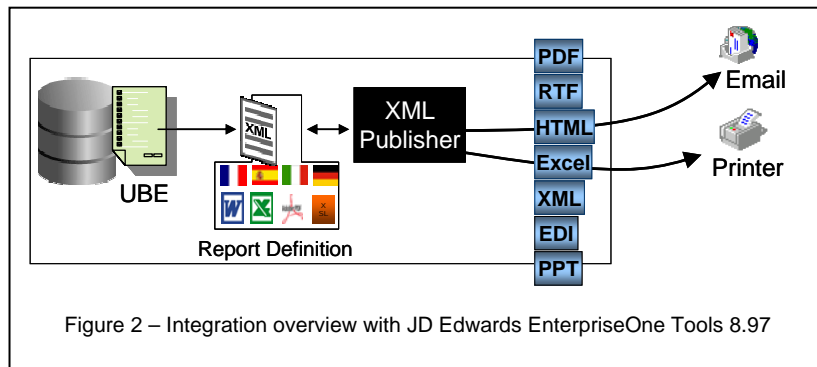 PDF
RTF
HTML
Excel
XML
EDI
PPT
Email
Printer
XML
Publisher
XML
UBE
W
X
X
SL
Report Definition
Figure 2 – Integration overview with JD Edwards EnterpriseOne Tools 8.97